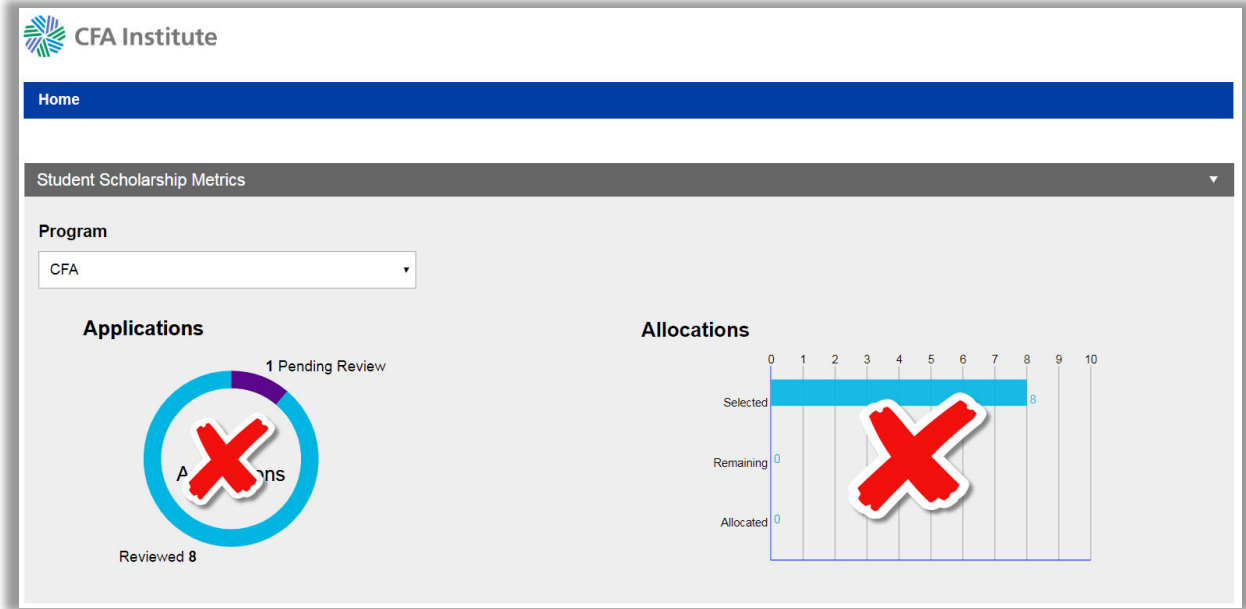 CFA Institute
Home
Student Scholarship Metrics
Program
CFA
Applications
1 Pending Review
Reviewed 8
Allocations
0 1 2 3 4 5 6 7 8 9 10
Selected 8
Remaining 0
Allocated 0